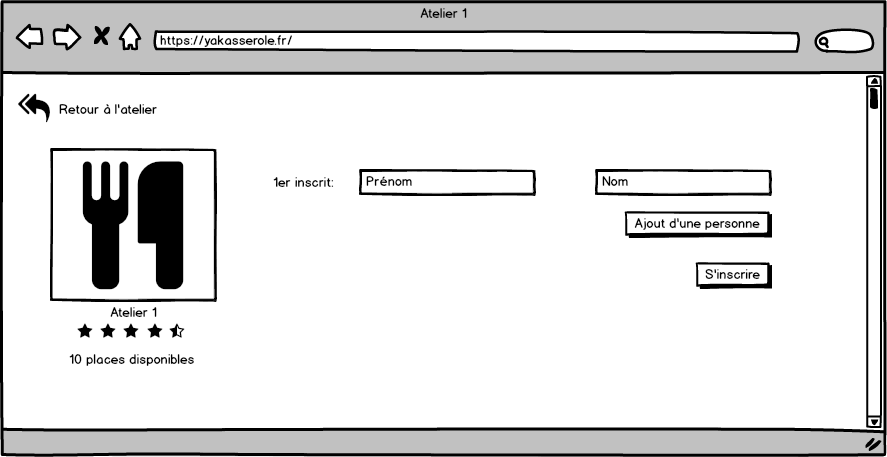 Atelier 1
https://yakasserole.fr/
Retour à l'atelier
1er inscrit:
Prénom
Nom
Ajout d'une personne
S'inscrire
Atelier 1
10 places disponibles